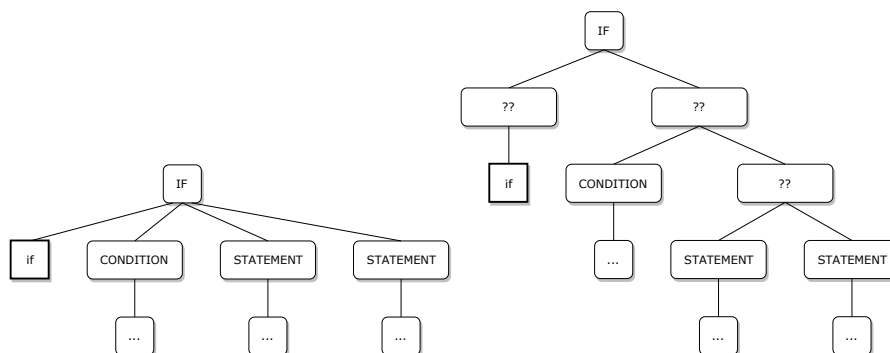 IF
if
CONDITION
STATEMENT
STATEMENT
...
...
...
IF
??
??
if
CONDITION
??
...
STATEMENT
STATEMENT
...
...